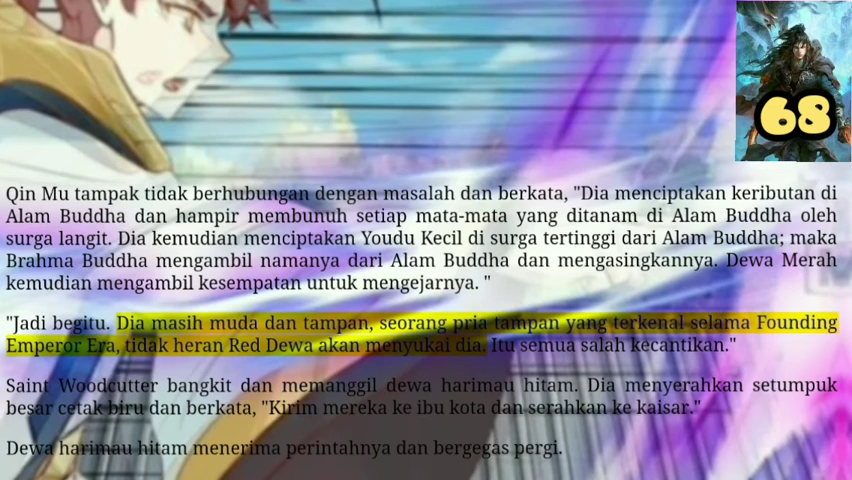 68
Qin Mu tampak tidak berhubungan dengan masalah dan berkata, "Dia menciptakan keributan di
Alam Buddha dan hampir membunuh setiap mata-mata yang ditanam di Alam Buddha oleh
surga langit. Dia kemudian menciptakan Youdu Kecil di surga tertinggi dari Alam Buddha; maka
Brahma Buddha mengambil namanya dari Alam Buddha dan mengasingkannya. Dewa Merah
kemudian mengambil kesempatan untuk mengejarnya. "
"Jadi begitu. Dia masih muda dan tampan, seorang pria tampan yang terkenal selama Founding
Emperor Era, tidak heran Red Dewa akan menyukai dia. Itu semua salah kecantikan."
Saint Woodcutter bangkit dan memanggil dewa harimau hitam. Dia menyerahkan setumpuk
besar cetak biru dan berkata, "Kirim mereka ke ibu kota dan serahkan ke kaisar."
Dewa harimau hitam menerima perintahnya dan bergegas pergi.